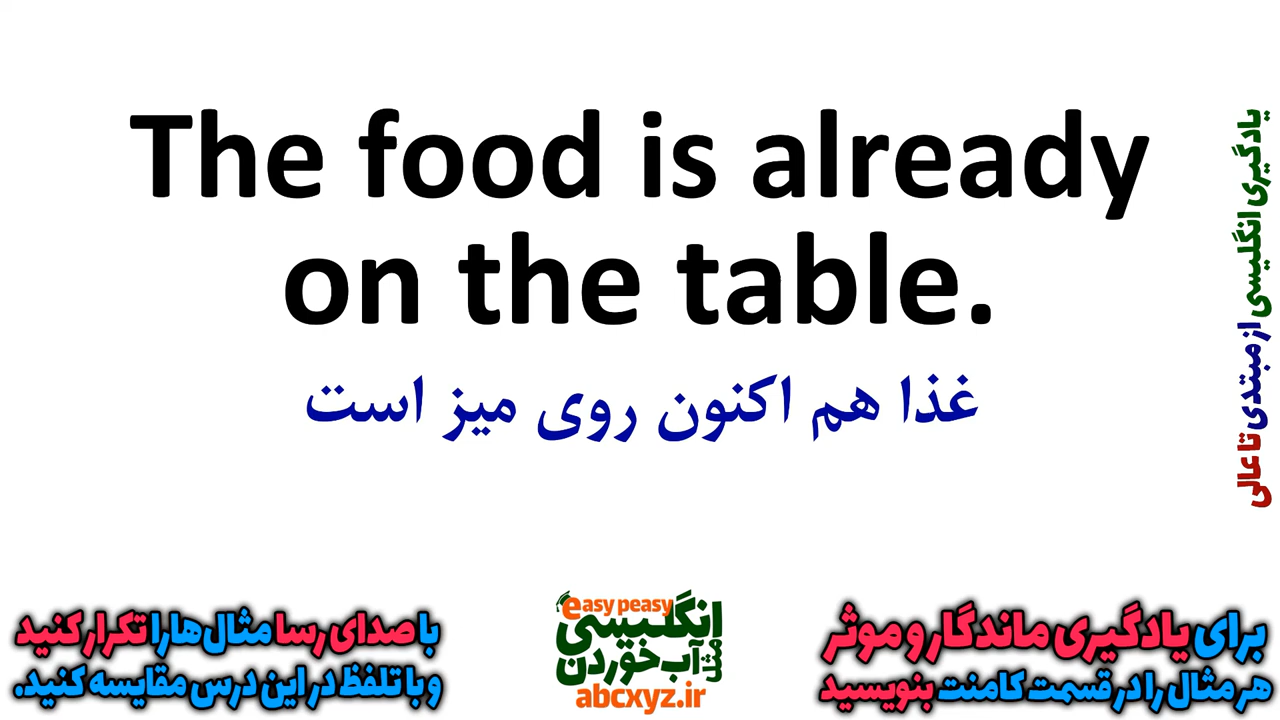 The food is already
on the table.
غذا هم اکنون روی میز است
یادگیری انگلیسی از مبتدی تا عالی
با صدای رسا مثال‌ها را تکرار کنید
و با تلفظ در این درس مقایسه کنید.
easy peasy
انگلیسی
مثل آب خوردن
abcxyz.ir
برای یادگیری ماندگار و موثر
هر مثال را در قسمت کامنت بنویسید